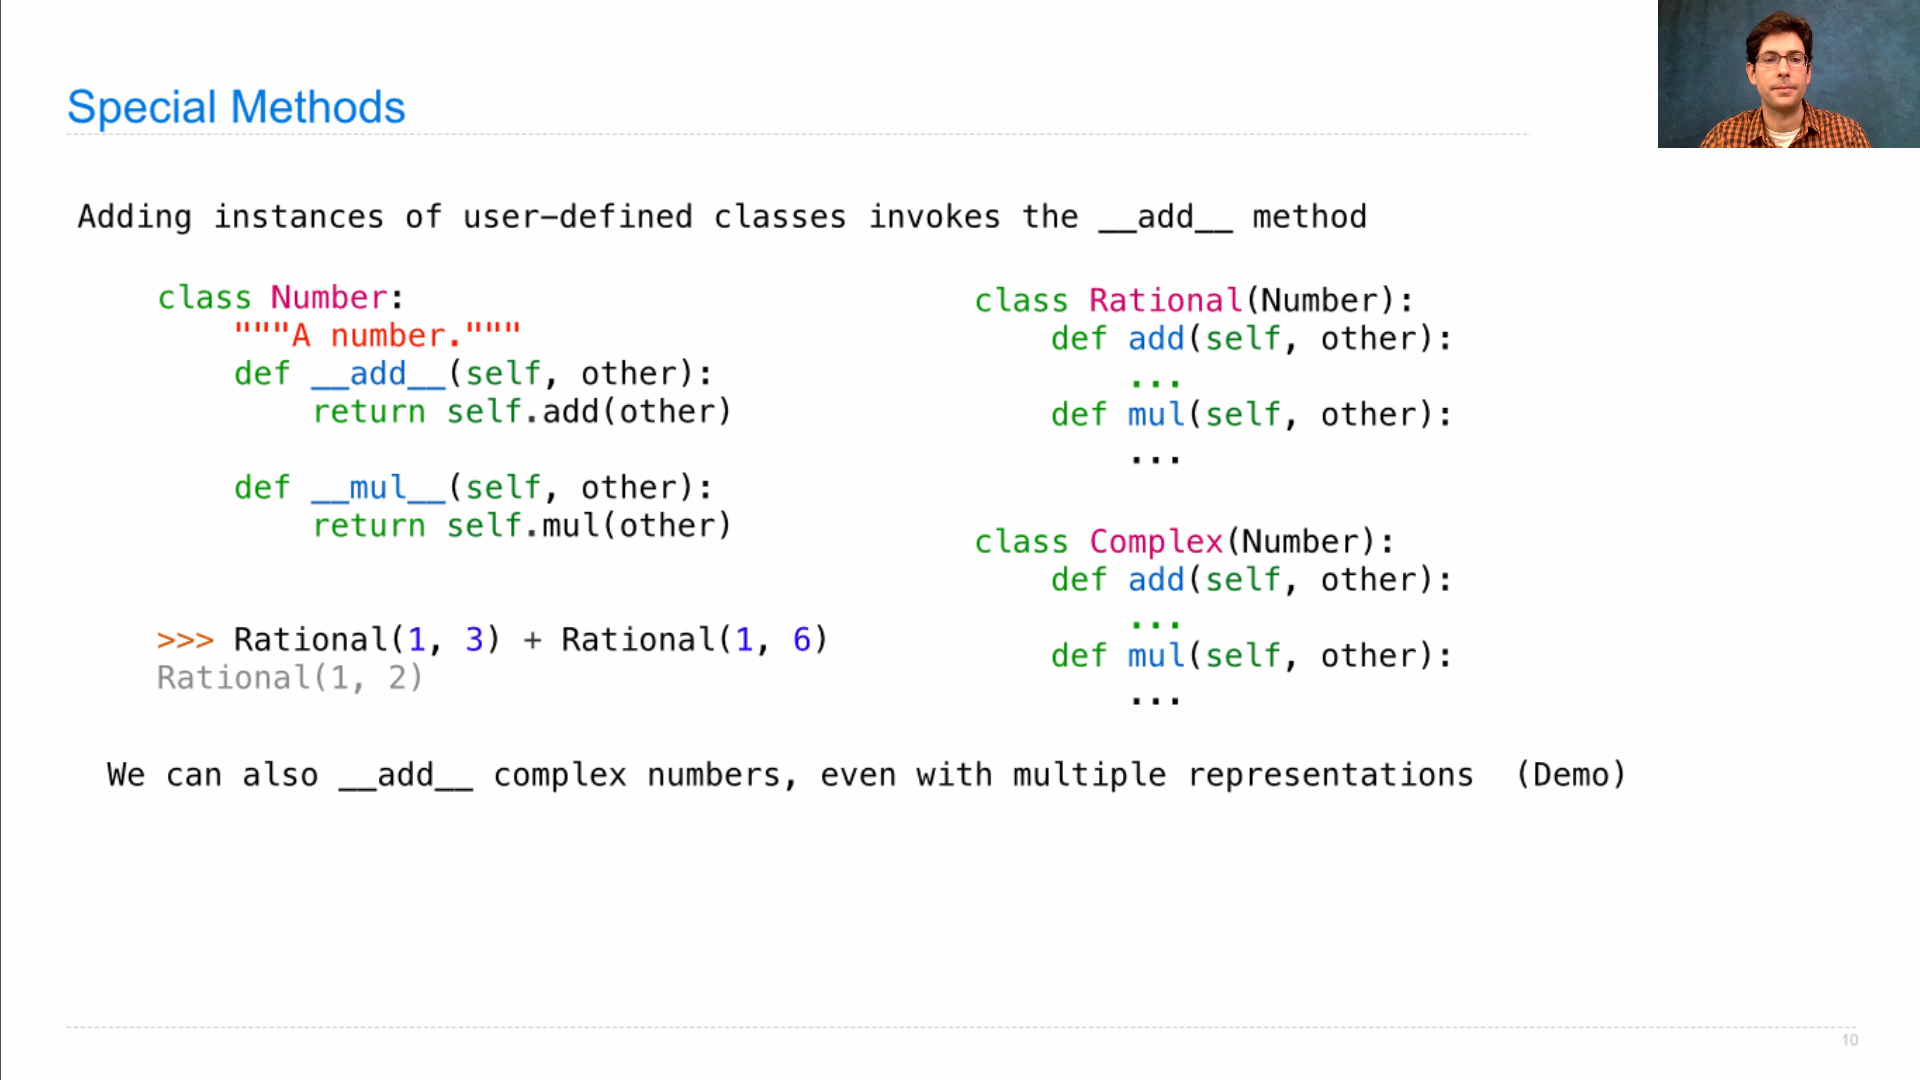 Special Methods
Adding instances of user-defined classes invokes the __add__ method
class Number:
    """A number."""
    def __add__(self, other):
        return self.add(other)
    def __mul__(self, other):
        return self.mul(other)
>>> Rational(1, 3) + Rational(1, 6)
Rational(1, 2)
class Rational(Number):
    def add(self, other):
        ...
    def mul(self, other):
        ...
class Complex(Number):
    def add(self, other):
        ...
    def mul(self, other):
        ...
We can also __add__ complex numbers, even with multiple representations (Demo)
10